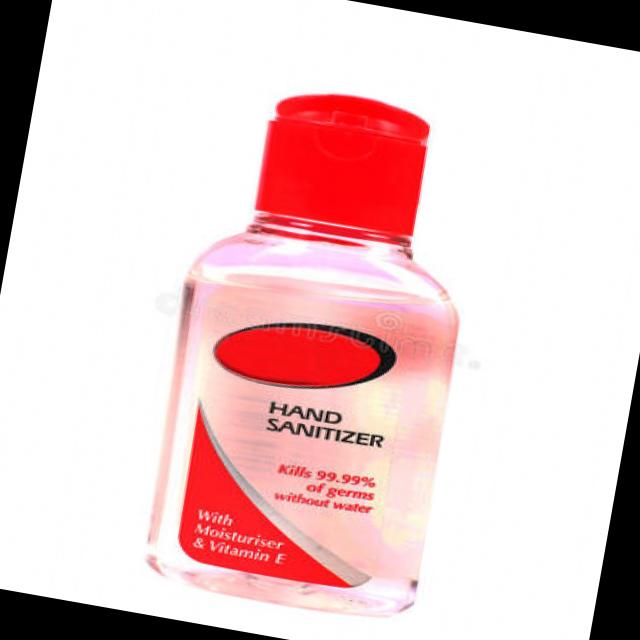 HAND
SANITIZER
Kills 99.99%
of germs
without water
With
Moisturiser
& Vitamin E